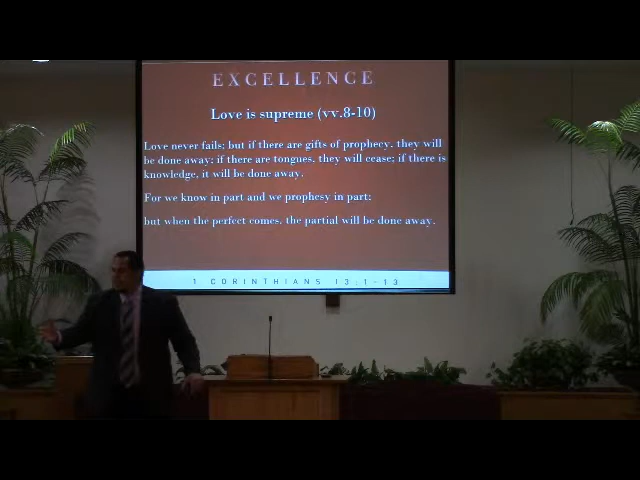 EXCELLENCE
Love is supreme (vv.8-10)
Love never fails; but if there are gifts of prophecy, they will
be done away; if there are tongues, they will cease; if there is
knowledge, it will be done away.
For we know in part and we prophesy in part;
but when the perfect comes, the partial will be done away.
1 CORINTHIANS 13:1-13